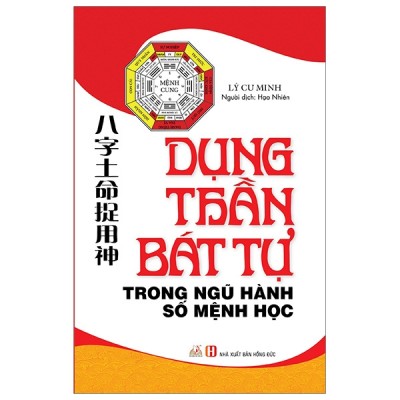 MỆNH
CUNG
LÝ CƯ MINH
Người dịch: Hạo Nhiên
八字土命捉用神
DỤNG
THẦN
BÁT TỰ
TRONG NGŨ HÀNH
SỐ MỆNH HỌC
NHÀ XUẤT BẢN HỒNG ĐỨC